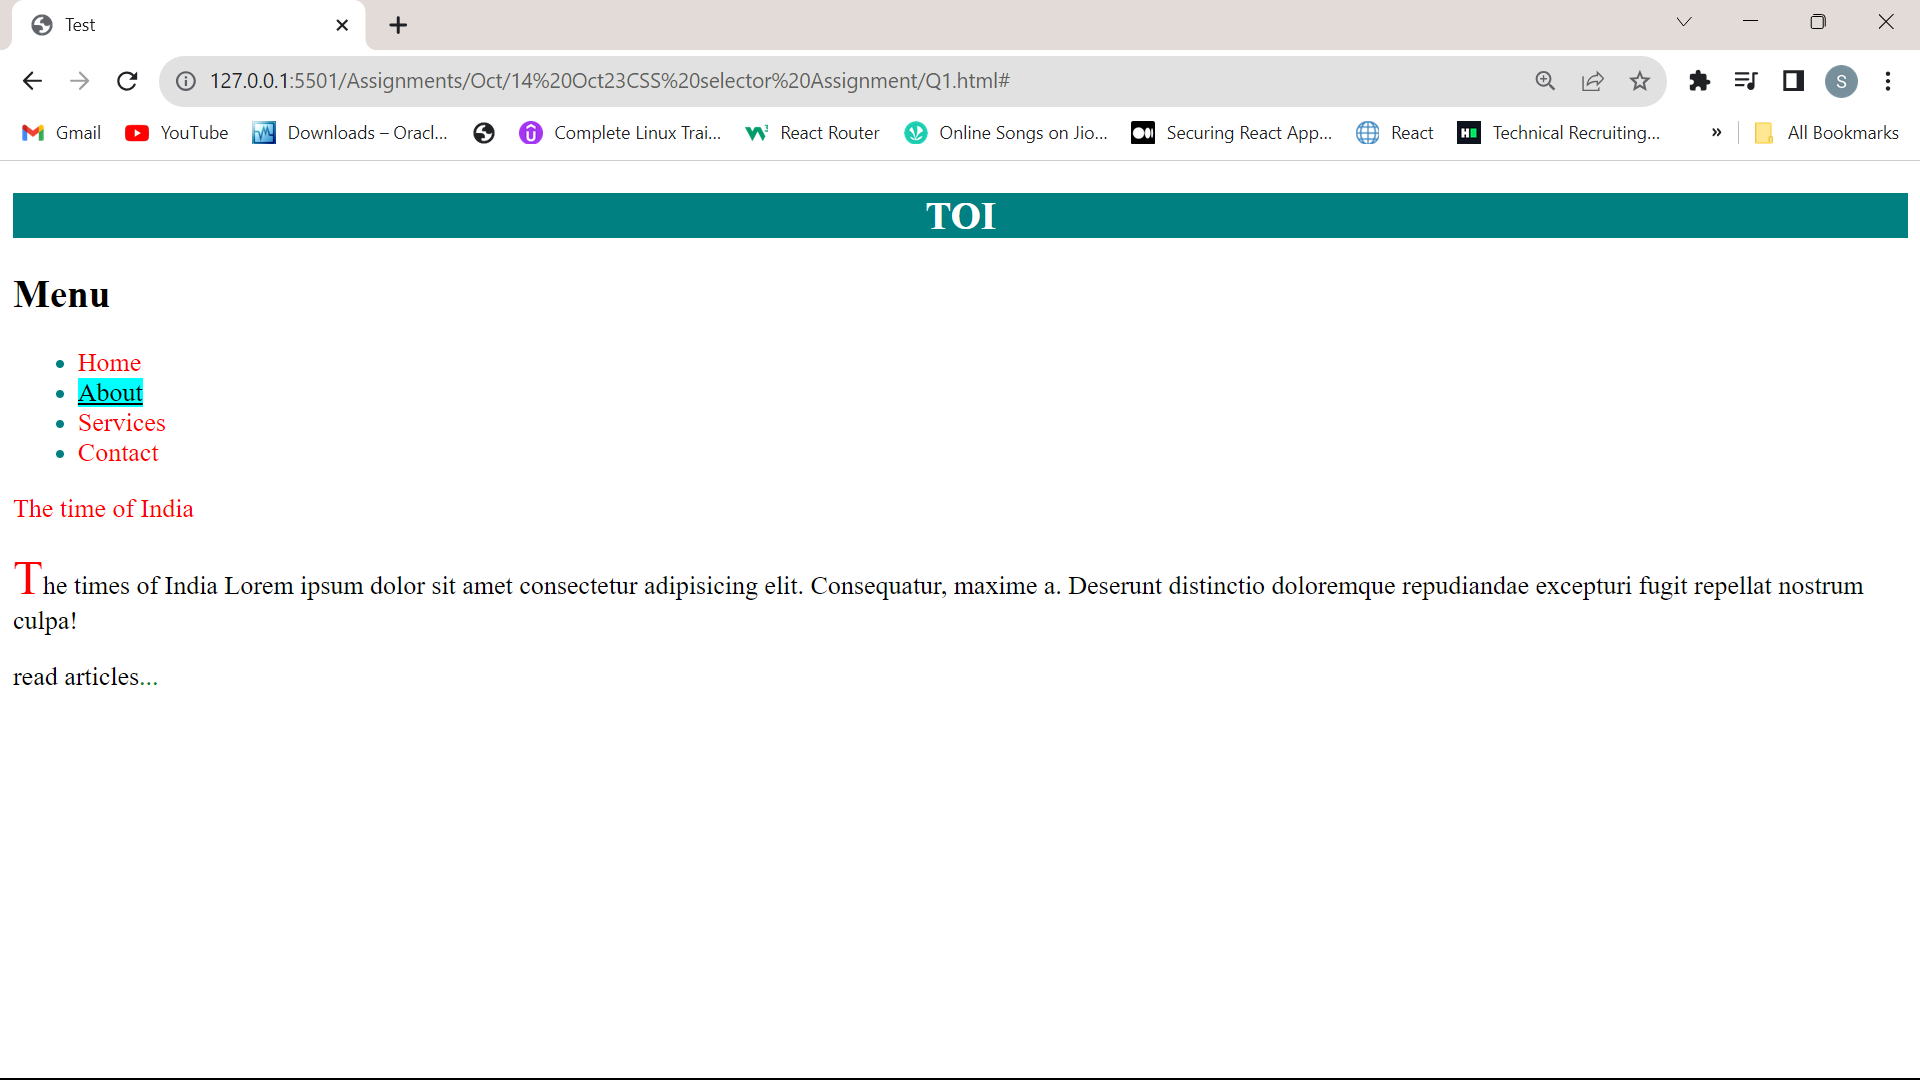 Test
127.0.0.1:5501/Assignments/Oct/14%20Oct23CSS%20selector%20Assignment/Q1.html#
S
Gmail YouTube Downloads – Oracl... Complete Linux Trai... React Router Online Songs on Jio... Securing React App... React Technical Recruiting... » All Bookmarks
TOI
Menu
Home
About
Services
Contact
The time of India
The times of India Lorem ipsum dolor sit amet consectetur adipisicing elit. Consequatur, maxime a. Deserunt distinctio doloremque repudiandae excepturi fugit repellat nostrum
culpa!
read articles...